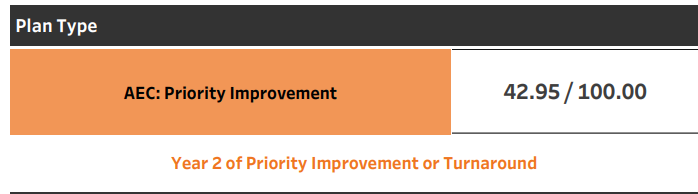 Plan Type
AEC: Priority Improvement
42.95 / 100.00
Year 2 of Priority Improvement or Turnaround